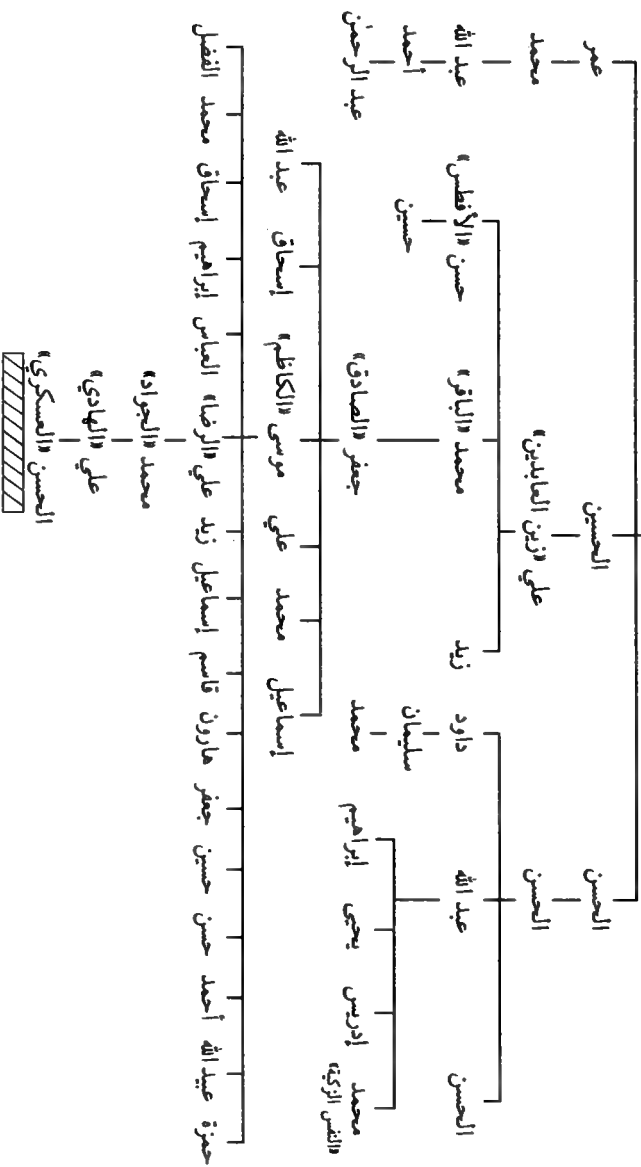 الحسن
الحسين
عمر
الحسن
علي «زين العابدين»
محمد
الحسن
عبد الله
داود
زيد
محمد «الباقر»
حسن «الأفطس»
عبد الله
سليمان
حسين
أحمد
محمد «النفس الزكية»
إدريس
يحيى
إبراهيم
محمد
جعفر «الصادق»
عبد الرحمن
إسماعيل
محمد
علي
موسى «الكاظم»
إسحاق
عبد الله
حمزة
عبيد الله
أحمد
حسن
حسين
جعفر
هارون
قاسم
إسماعيل
زيد
علي «الرضا»
العباس
إبراهيم
إسحاق
محمد
الفضل
محمد «الجواد»
علي «الهادي»
الحسن «العسكري»